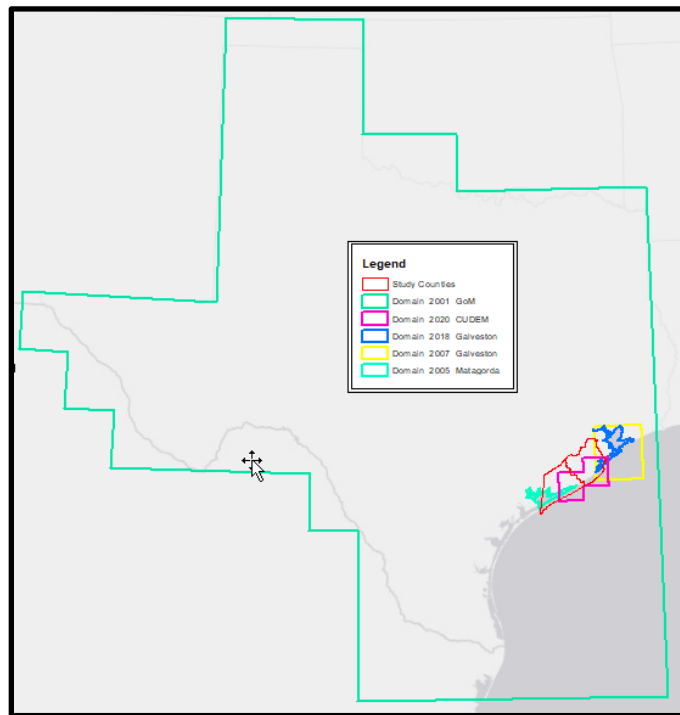 Legend
Study Counties
Domain 2001 GoM
Domain 2020 CUDEM
Domain 2018 Galveston
Domain 2007 Galveston
Domain 2005 Matagorda